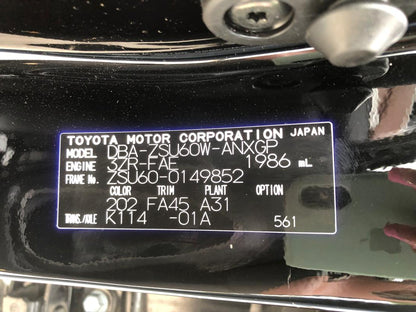 TOYOTA MOTOR CORPORATION JAPAN
MODEL DBA-ZSU60W-ANXGP
ENGINE 3ZR-FAE 1986 mL
FRAME No. ZSU60-0149852
COLOR TRIM PLANT OPTION
202 FA45 A31
TRANS./AXLE K114 -01A 561